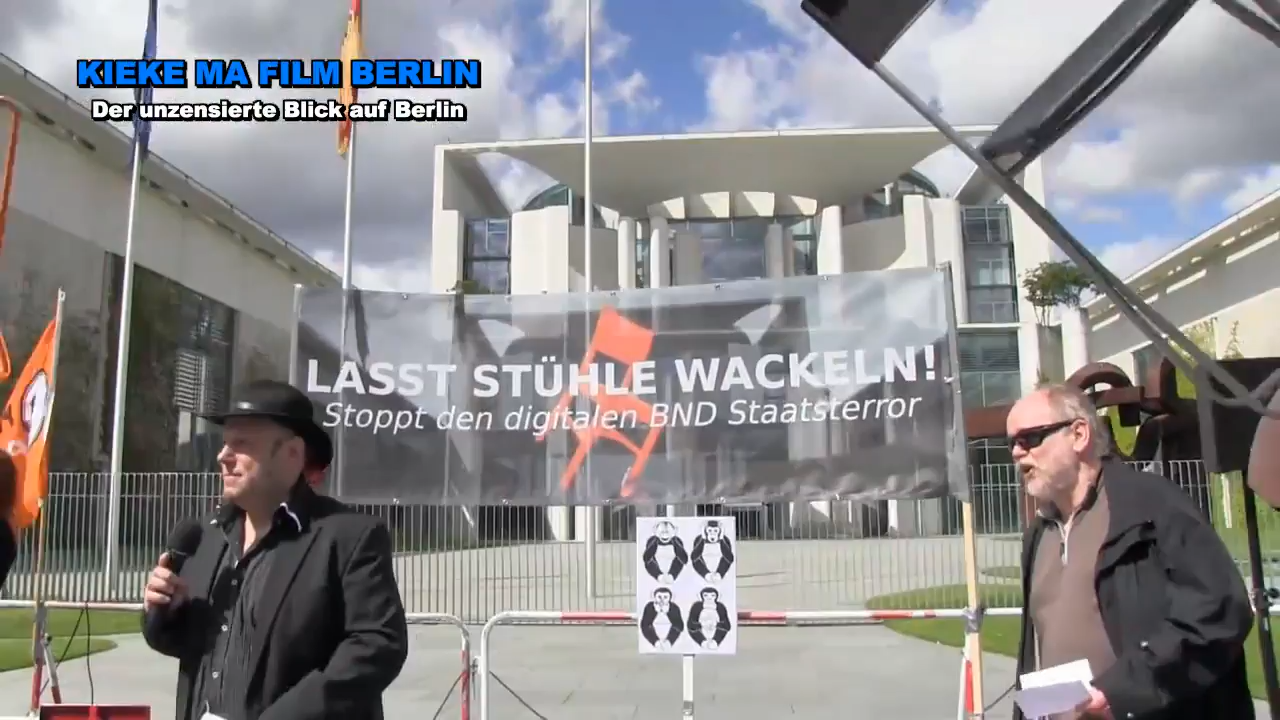 KIEKE MA FILM BERLIN
Der unzensierte Blick auf Berlin
LASST STÜHLE WACKELN!
Stoppt den digitalen BND Staatsterror